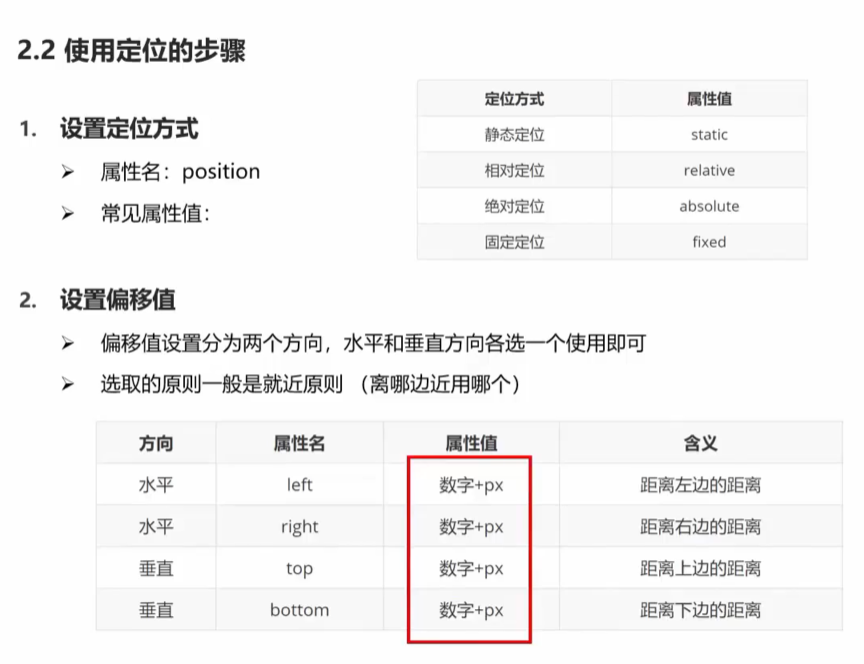 2.2 使用定位的步骤
1. 设置定位方式
➢ 属性名：position
➢ 常见属性值：
定位方式 属性值
静态定位 static
相对定位 relative
绝对定位 absolute
固定定位 fixed
2. 设置偏移值
➢ 偏移值设置分为两个方向，水平和垂直方向各选一个使用即可
➢ 选取的原则一般是就近原则 （离哪边近用哪个）
方向 属性名 属性值 含义
水平 left 数字+px 距离左边的距离
水平 right 数字+px 距离右边的距离
垂直 top 数字+px 距离上边的距离
垂直 bottom 数字+px 距离下边的距离